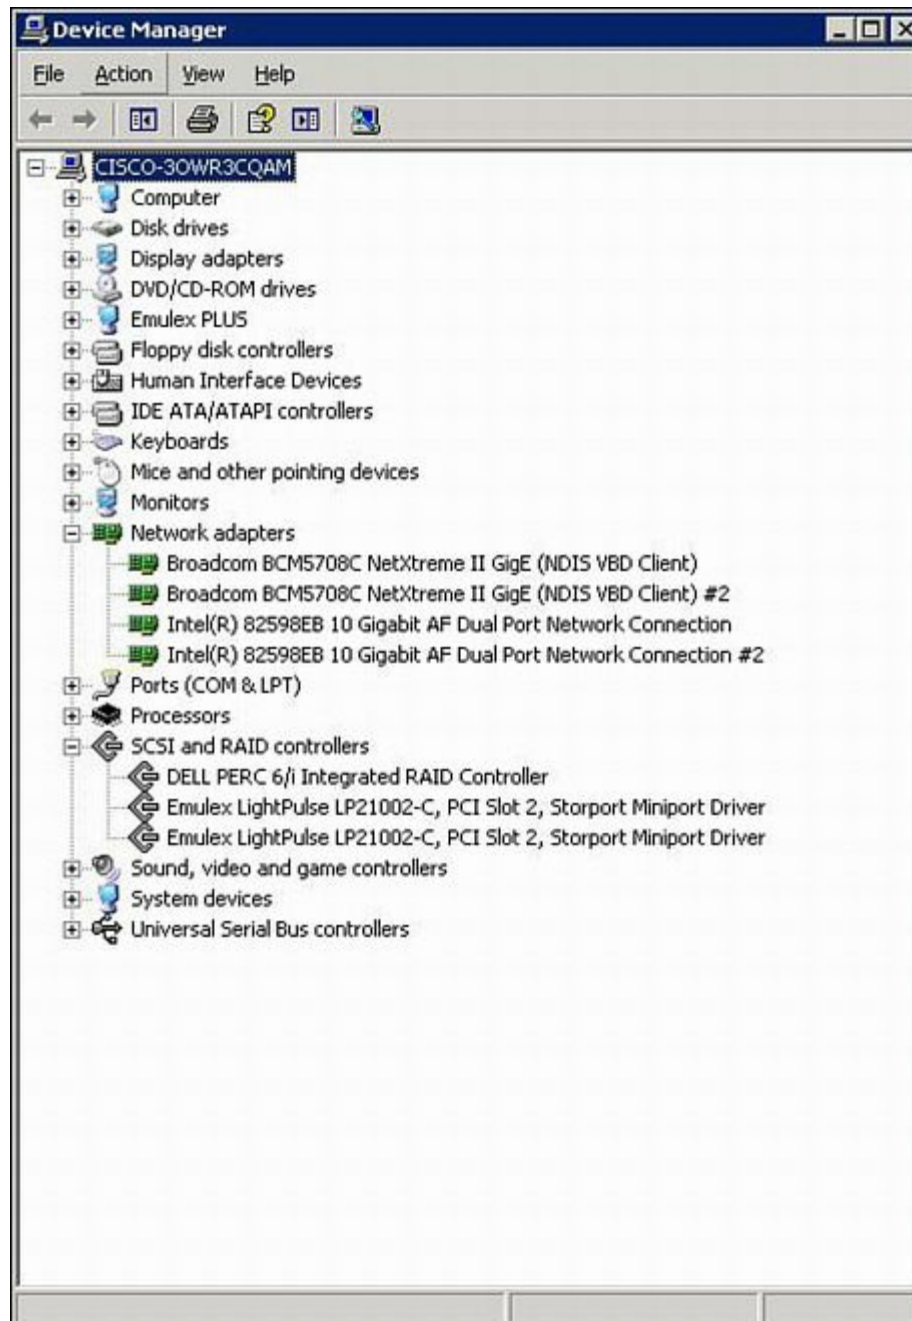 Device Manager
File Action View Help
CISCO-3OWR3CQAM
Computer
Disk drives
Display adapters
DVD/CD-ROM drives
Emulex PLUS
Floppy disk controllers
Human Interface Devices
IDE ATA/ATAPI controllers
Keyboards
Mice and other pointing devices
Monitors
Network adapters
Broadcom BCM5708C NetXtreme II GigE (NDIS VBD Client)
Broadcom BCM5708C NetXtreme II GigE (NDIS VBD Client) #2
Intel(R) 82598EB 10 Gigabit AF Dual Port Network Connection
Intel(R) 82598EB 10 Gigabit AF Dual Port Network Connection #2
Ports (COM & LPT)
Processors
SCSI and RAID controllers
DELL PERC 6/i Integrated RAID Controller
Emulex LightPulse LP21002-C, PCI Slot 2, Storport Miniport Driver
Emulex LightPulse LP21002-C, PCI Slot 2, Storport Miniport Driver
Sound, video and game controllers
System devices
Universal Serial Bus controllers